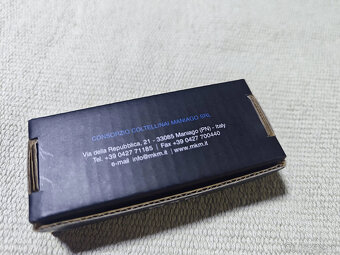 CONSORZIO COLTELLINAI MANIAGO SRL
Via della Repubblica, 21 - 33085 Maniago (PN) - Italy
Tel. +39 0427 71185 | Fax +39 0427 700440
e-mail info@mkm.it | www.mkm.it